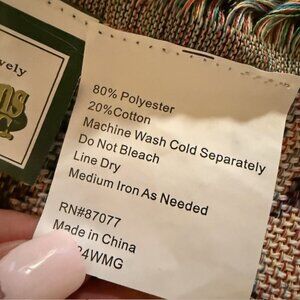 vely
80% Polyester
20%Cotton
Machine Wash Cold Separately
Do Not Bleach
Line Dry
Medium Iron As Needed
RN#87077
Made in China
24WMG